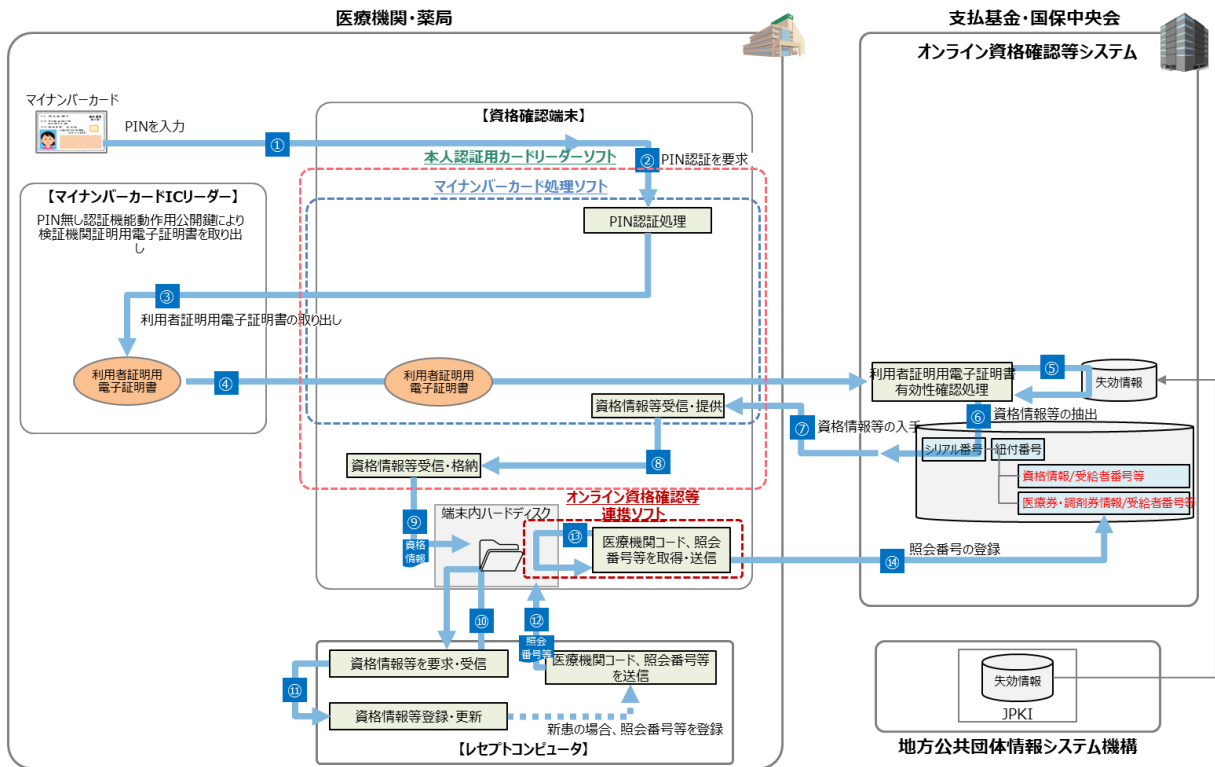 医療機関・薬局
支払基金・国保中央会
オンライン資格確認等システム
マイナンバーカード
PINを入力
①
【資格確認端末】
本人認証用カードリーダーソフト
②
PIN認証を要求
【マイナンバーカードICリーダー】
PIN無し認証機能動作用公開鍵により
検証機関証明用電子証明書を取り出
し
マイナンバーカード処理ソフト
PIN認証処理
③
利用者証明用電子証明書の取り出し
利用者証明用
電子証明書
④
利用者証明用
電子証明書
利用者証明用電子証明書
有効性確認処理
⑤
失効情報
⑥
資格情報等の抽出
資格情報等受信・提供
⑦
資格情報等の入手
シリアル番号
紐付番号
資格情報/受給者番号等
医療券・調剤券情報/受給者番号等
⑧
資格情報等受信・格納
オンライン資格確認等
連携ソフト
⑨
資格
情報
端末内ハードディスク
⑬
医療機関コード、照会
番号等を取得・送信
⑭
照会番号の登録
⑩
⑫
照会
番号等
資格情報等を要求・受信
医療機関コード、照会番号等
を送信
⑪
資格情報等登録・更新
新患の場合、照会番号等を登録
【レセプトコンピュータ】
失効情報
JPKI
地方公共団体情報システム機構